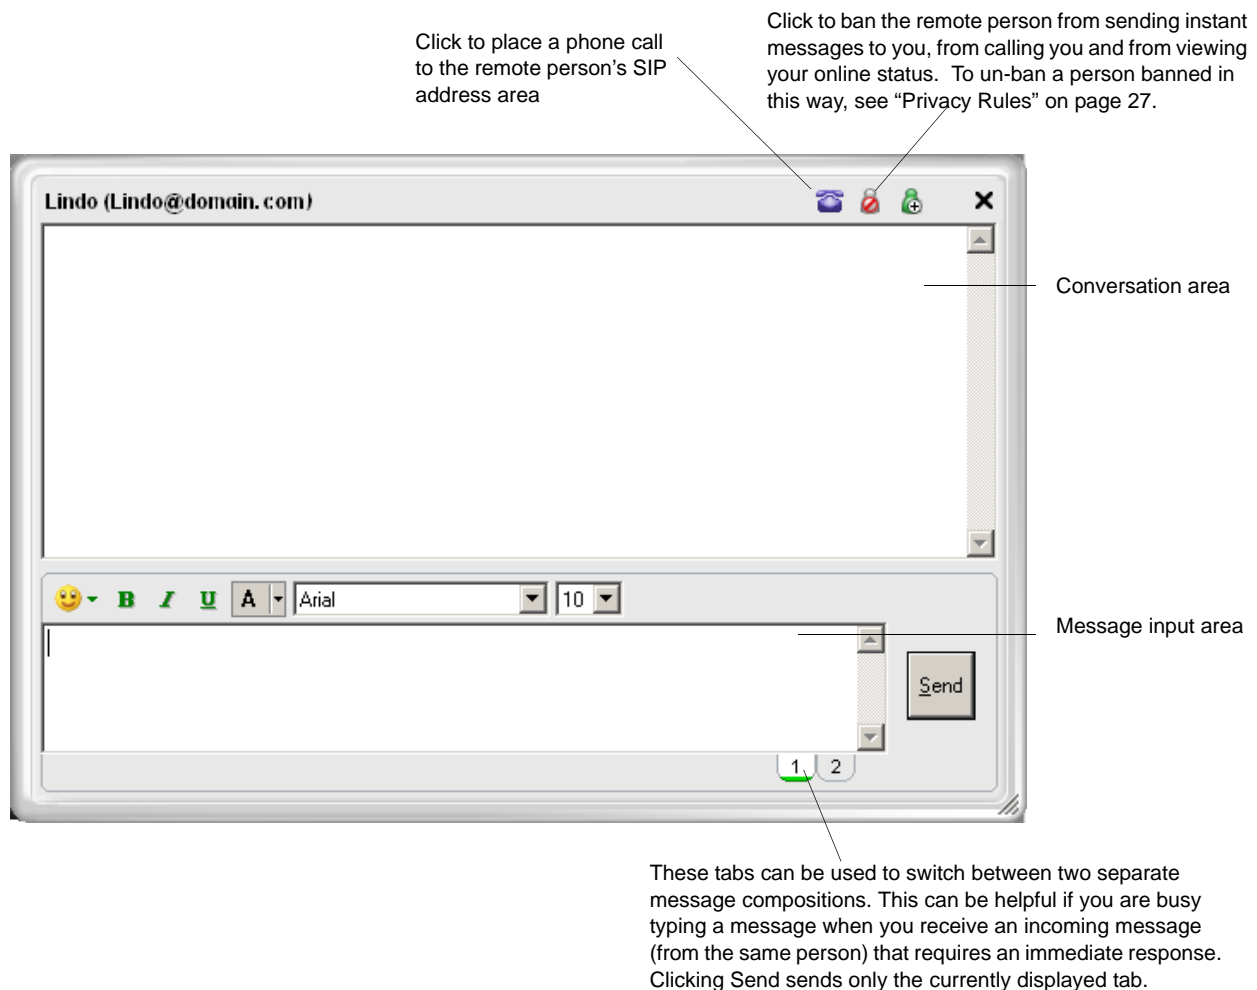 Click to place a phone call
to the remote person's SIP
address area
Click to ban the remote person from sending instant
messages to you, from calling you and from viewing
your online status.  To un-ban a person banned in
this way, see “Privacy Rules” on page 27.
Lindo (Lindo@domain.com)
Conversation area
B I U A Arial 10
Message input area
Send
1 2
These tabs can be used to switch between two separate
message compositions. This can be helpful if you are busy
typing a message when you receive an incoming message
(from the same person) that requires an immediate response.
Clicking Send sends only the currently displayed tab.